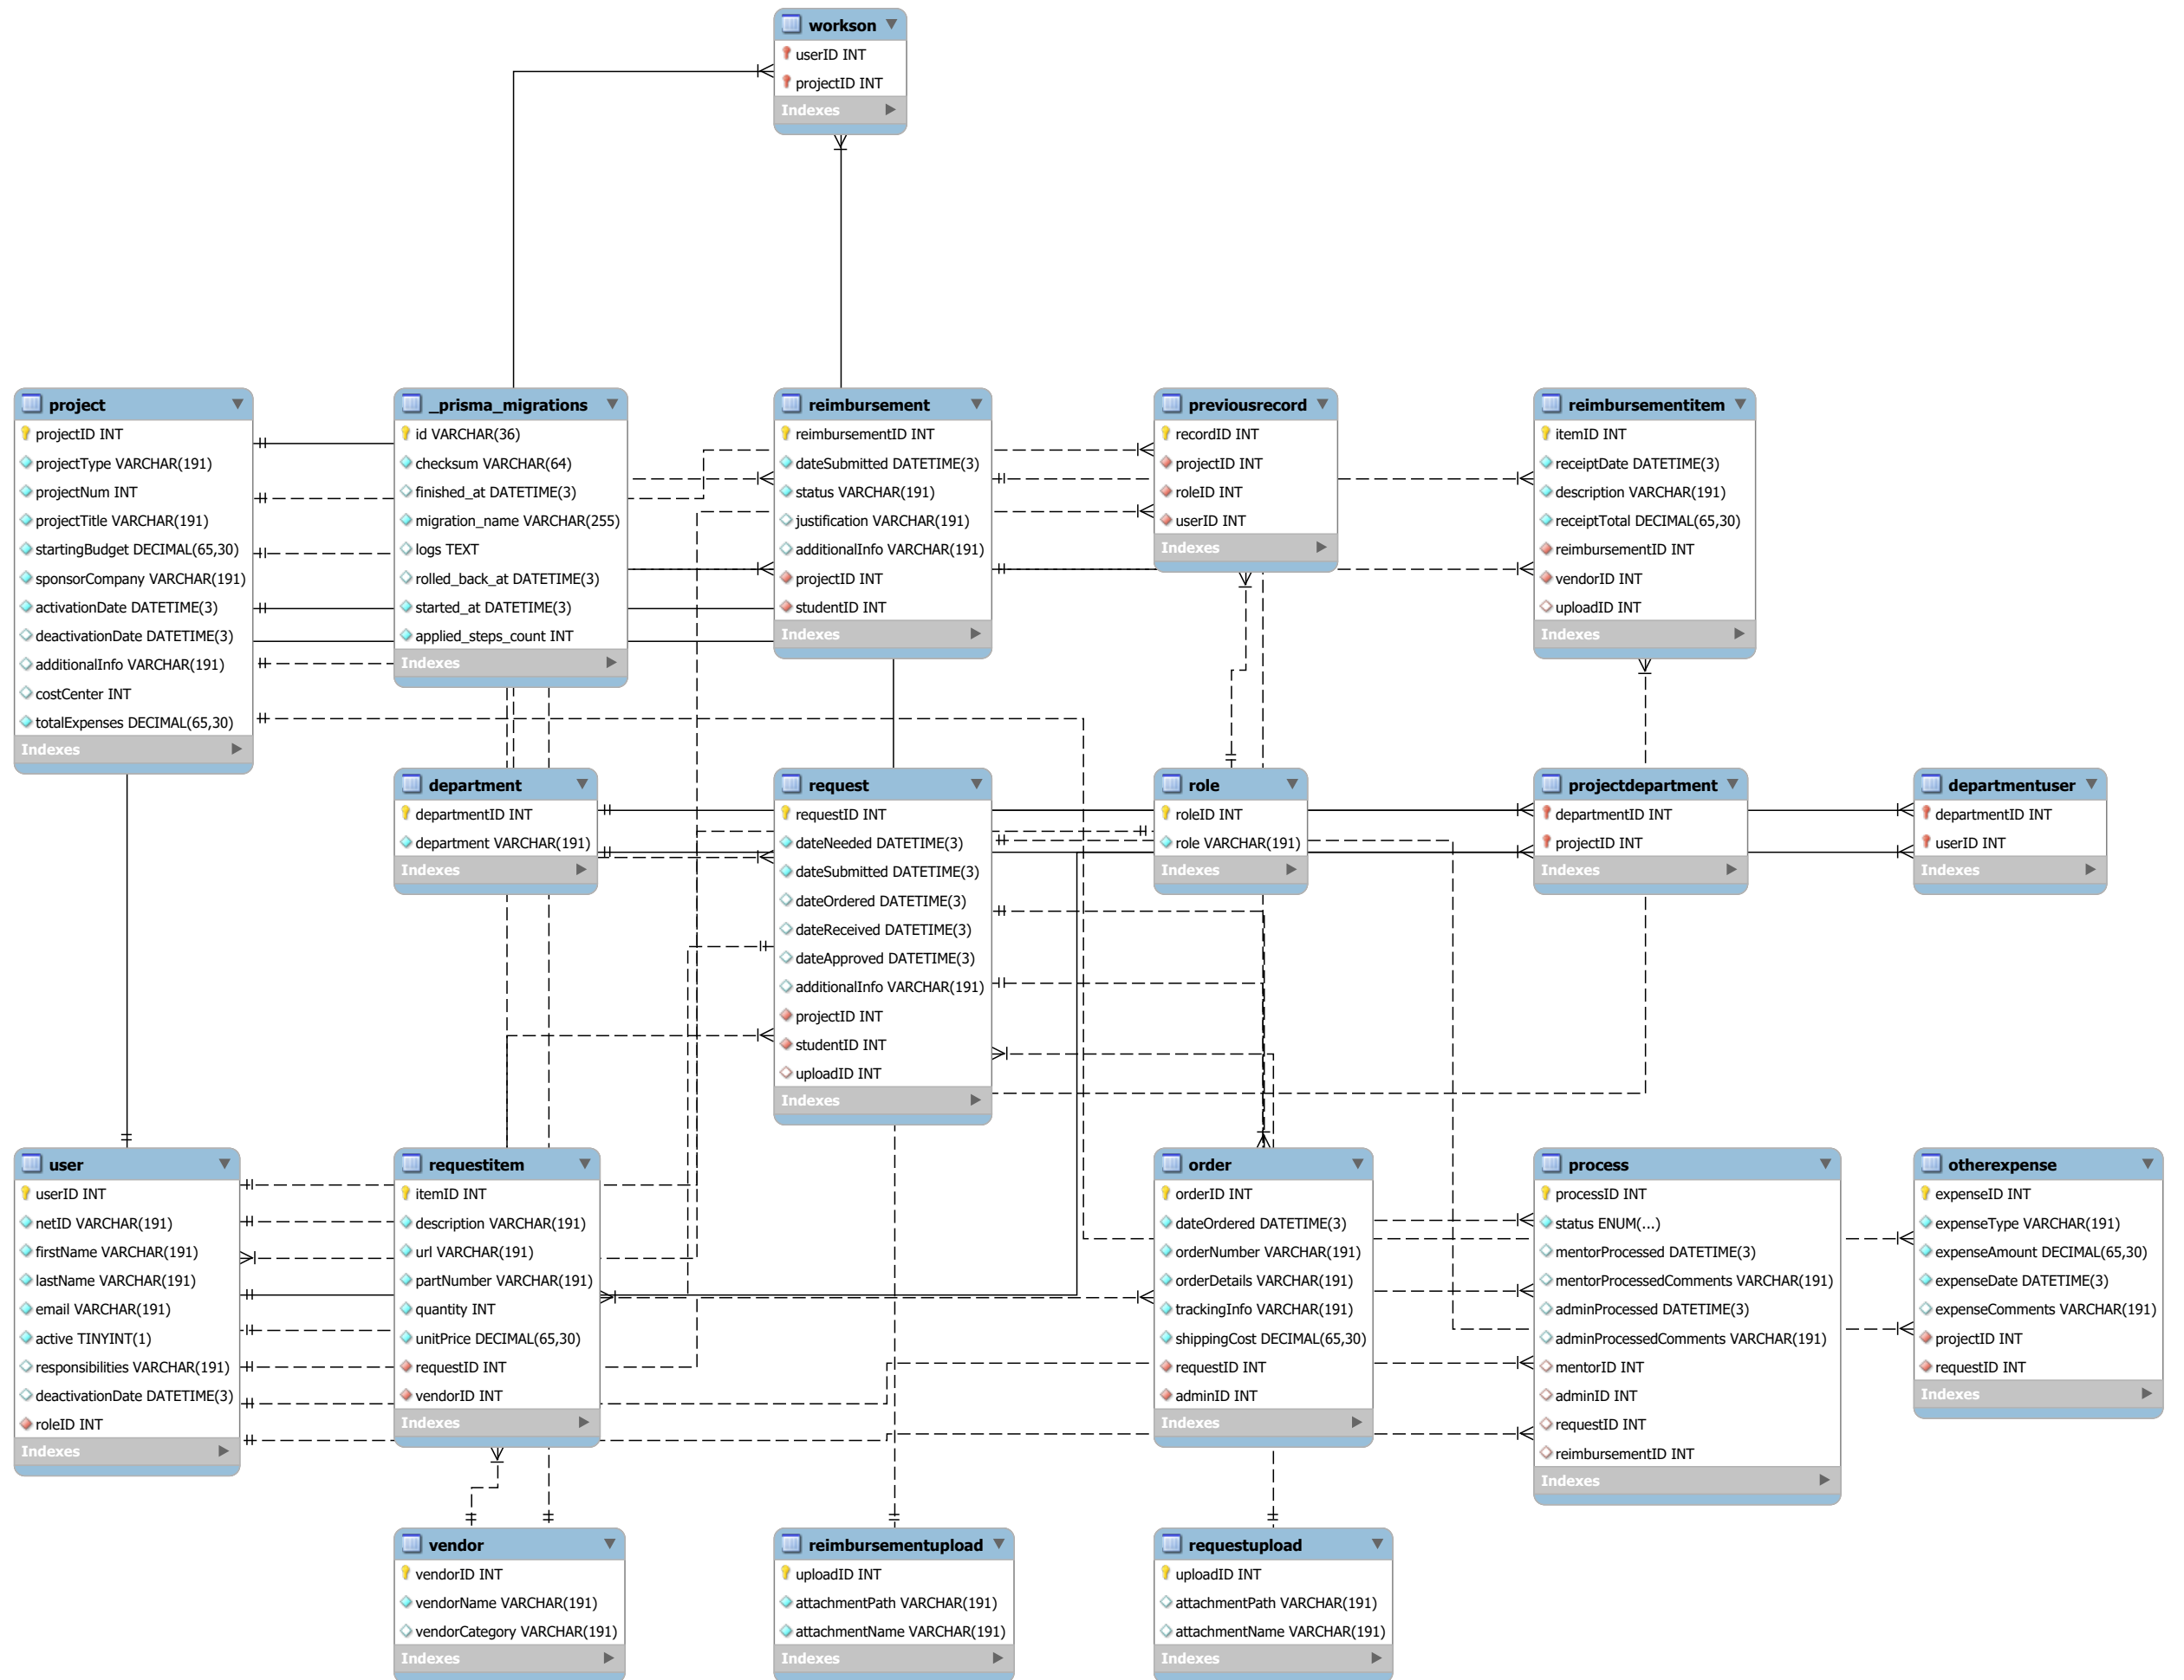 workson
userID INT
projectID INT
Indexes
project
projectID INT
projectType VARCHAR(191)
projectNum INT
projectTitle VARCHAR(191)
startingBudget DECIMAL(65,30)
sponsorCompany VARCHAR(191)
activationDate DATETIME(3)
deactivationDate DATETIME(3)
additionalInfo VARCHAR(191)
costCenter INT
totalExpenses DECIMAL(65,30)
Indexes
_prisma_migrations
id VARCHAR(36)
checksum VARCHAR(64)
finished_at DATETIME(3)
migration_name VARCHAR(255)
logs TEXT
rolled_back_at DATETIME(3)
started_at DATETIME(3)
applied_steps_count INT
Indexes
reimbursement
reimbursementID INT
dateSubmitted DATETIME(3)
status VARCHAR(191)
justification VARCHAR(191)
additionalInfo VARCHAR(191)
projectID INT
studentID INT
Indexes
previousrecord
recordID INT
projectID INT
roleID INT
userID INT
Indexes
reimbursementitem
itemID INT
receiptDate DATETIME(3)
description VARCHAR(191)
receiptTotal DECIMAL(65,30)
reimbursementID INT
vendorID INT
uploadID INT
Indexes
department
departmentID INT
department VARCHAR(191)
Indexes
request
requestID INT
dateNeeded DATETIME(3)
dateSubmitted DATETIME(3)
dateOrdered DATETIME(3)
dateReceived DATETIME(3)
dateApproved DATETIME(3)
additionalInfo VARCHAR(191)
projectID INT
studentID INT
uploadID INT
Indexes
role
roleID INT
role VARCHAR(191)
Indexes
projectdepartment
departmentID INT
projectID INT
Indexes
departmentuser
departmentID INT
userID INT
Indexes
user
userID INT
netID VARCHAR(191)
firstName VARCHAR(191)
lastName VARCHAR(191)
email VARCHAR(191)
active TINYINT(1)
responsibilities VARCHAR(191)
deactivationDate DATETIME(3)
roleID INT
Indexes
requestitem
itemID INT
description VARCHAR(191)
url VARCHAR(191)
partNumber VARCHAR(191)
quantity INT
unitPrice DECIMAL(65,30)
requestID INT
vendorID INT
Indexes
order
orderID INT
dateOrdered DATETIME(3)
orderNumber VARCHAR(191)
orderDetails VARCHAR(191)
trackingInfo VARCHAR(191)
shippingCost DECIMAL(65,30)
requestID INT
adminID INT
Indexes
process
processID INT
status ENUM(...)
mentorProcessed DATETIME(3)
mentorProcessedComments VARCHAR(191)
adminProcessed DATETIME(3)
adminProcessedComments VARCHAR(191)
mentorID INT
adminID INT
requestID INT
reimbursementID INT
Indexes
otherexpense
expenseID INT
expenseType VARCHAR(191)
expenseAmount DECIMAL(65,30)
expenseDate DATETIME(3)
expenseComments VARCHAR(191)
projectID INT
requestID INT
Indexes
vendor
vendorID INT
vendorName VARCHAR(191)
vendorCategory VARCHAR(191)
Indexes
reimbursementupload
uploadID INT
attachmentPath VARCHAR(191)
attachmentName VARCHAR(191)
Indexes
requestupload
uploadID INT
attachmentPath VARCHAR(191)
attachmentName VARCHAR(191)
Indexes